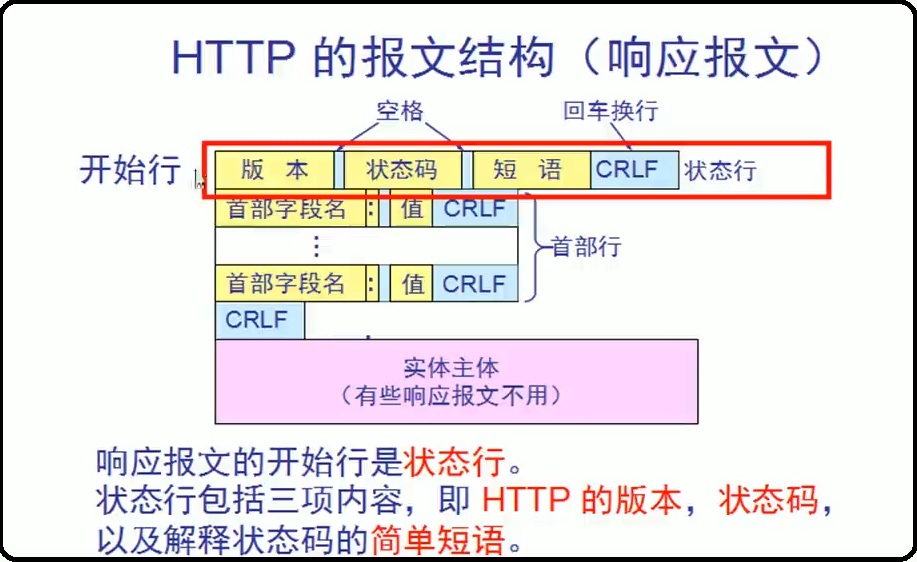 HTTP 的报文结构（响应报文）
空格
回车换行
开始行
版 本 状态码 短 语 CRLF 状态行
首部字段名 : 值 CRLF
⋮
首部行
首部字段名 : 值 CRLF
CRLF
实体主体
（有些响应报文不用）
响应报文的开始行是状态行。
状态行包括三项内容，即 HTTP 的版本，状态码，
以及解释状态码的简单短语。